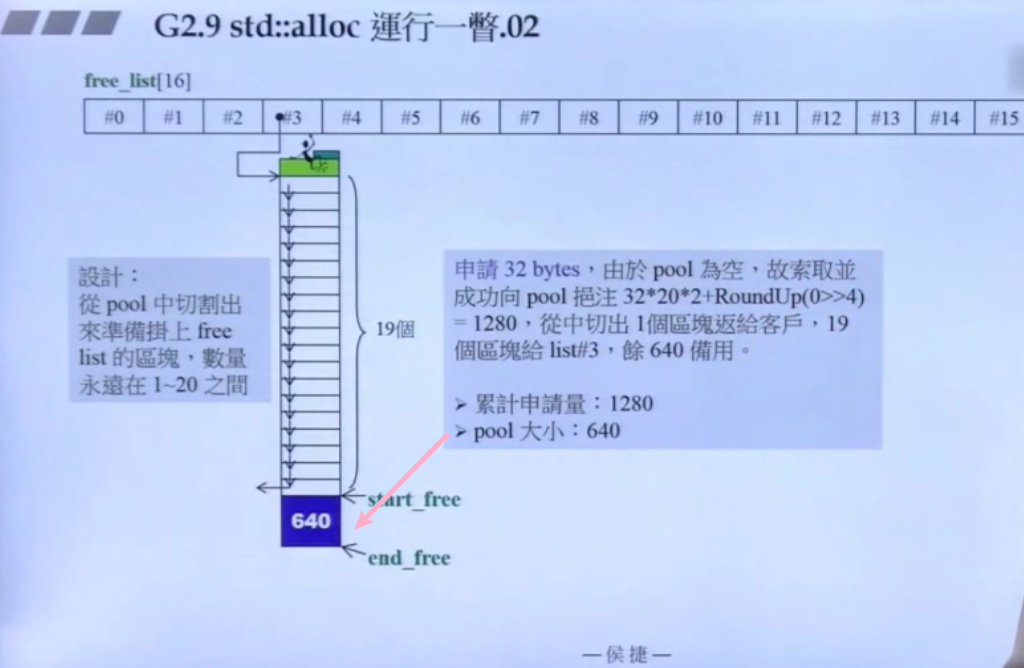 G2.9 std::alloc 運行一瞥.02
free_list[16]
#0 #1 #2 #3 #4 #5 #6 #7 #8 #9 #10 #11 #12 #13 #14 #15
設計：
從 pool 中切割出
來準備掛上 free
list 的區塊，數量
永遠在 1~20 之間
19個
申請 32 bytes，由於 pool 為空，故索取並
成功向 pool 挹注 32*20*2+RoundUp(0>>4)
= 1280，從中切出 1個區塊返給客戶，19
個區塊給 list#3，餘 640 備用。
➢ 累計申請量：1280
➢ pool 大小：640
start_free
640
end_free
—侯捷—